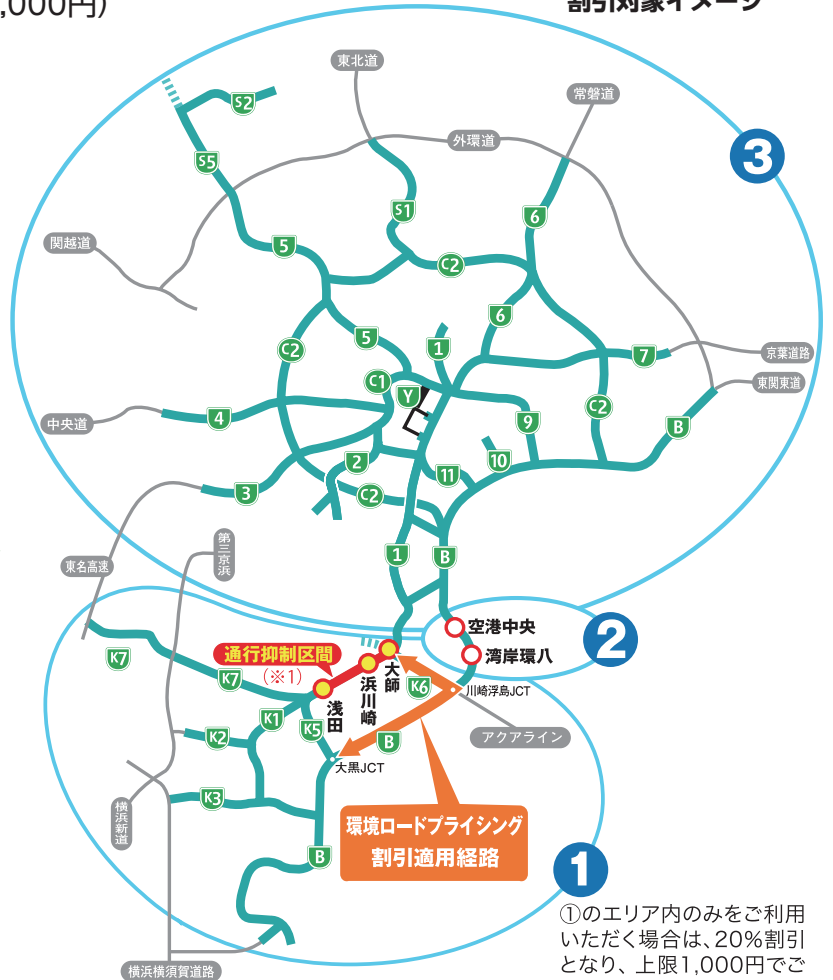 ,000円）
割引対象イメージ
東北道
常磐道
外環道
関越道
中央道
東名高速
第三京浜
京葉道路
東関東道
S2
S5
S1
6
5
C2
6
5
1
7
C2
C1
Y
4
9
C2
B
2
10
11
3
C2
1
B
3
2
空港中央
湾岸環八
通行抑制区間
（※1）
大師
浜川崎
浅田
K7
K7
K6
川崎浮島JCT
K1
K5
K2
B
アクアライン
大黒JCT
K3
横浜新道
環境ロードプライシング
割引適用経路
B
1
横浜横須賀道路
①のエリア内のみをご利用
いただく場合は、20%割引
となり、上限1,000円でご